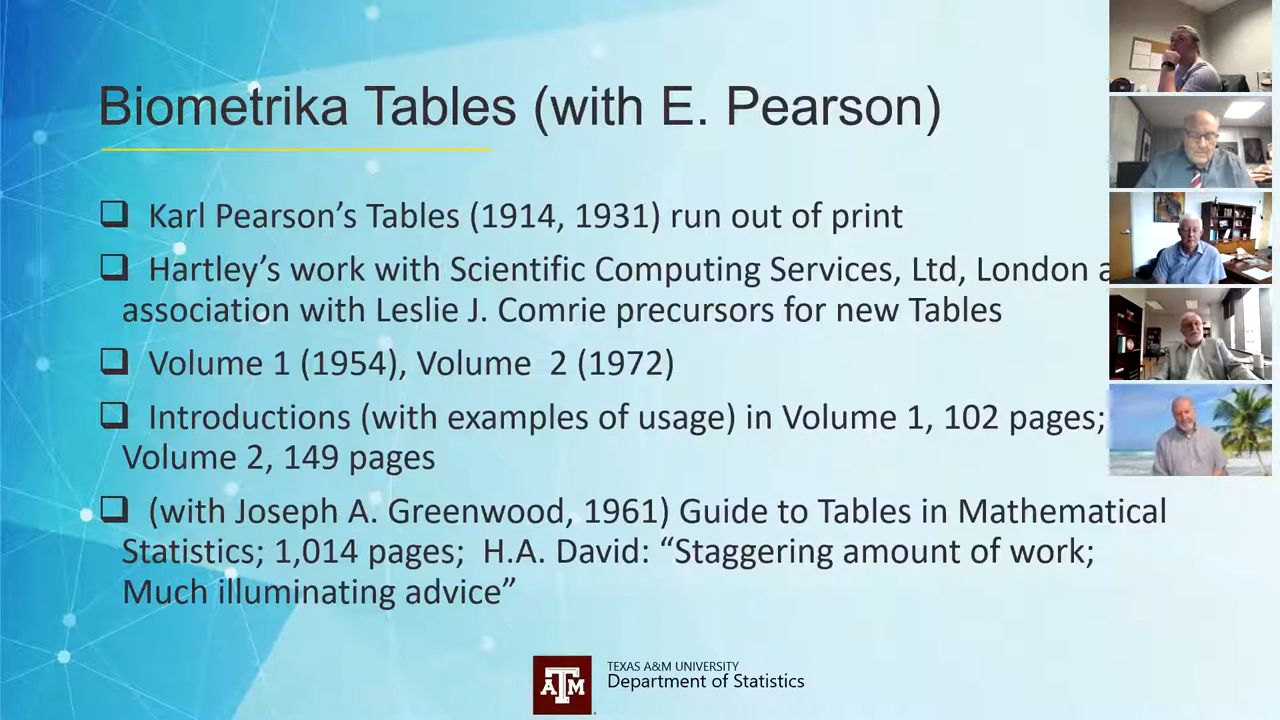 Biometrika Tables (with E. Pearson)
Karl Pearson's Tables (1914, 1931) run out of print
Hartley's work with Scientific Computing Services, Ltd, London
association with Leslie J. Comrie precursors for new Tables
Volume 1 (1954), Volume 2 (1972)
Introductions (with examples of usage) in Volume 1, 102 pages;
Volume 2, 149 pages
(with Joseph A. Greenwood, 1961) Guide to Tables in Mathematical
Statistics; 1,014 pages; H.A. David: “Staggering amount of work;
Much illuminating advice”
ATM
TEXAS A&M UNIVERSITY
Department of Statistics